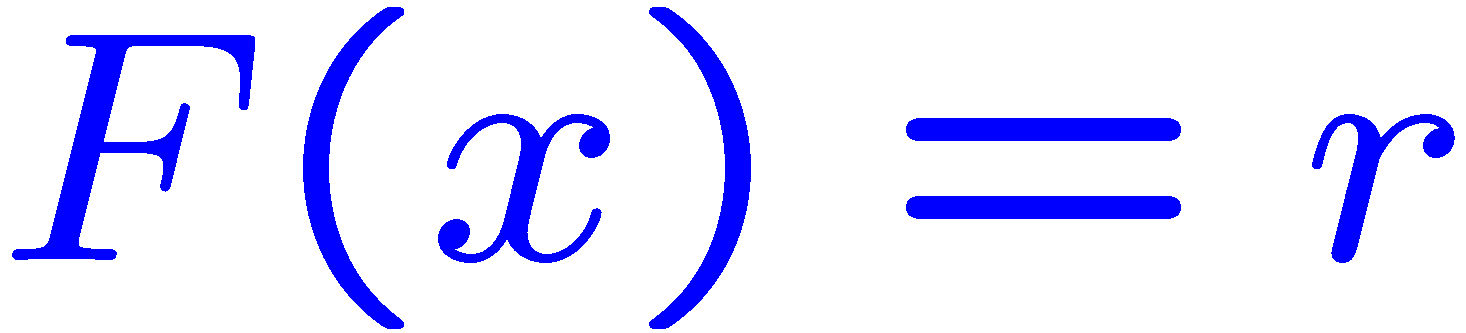 F(x) = r